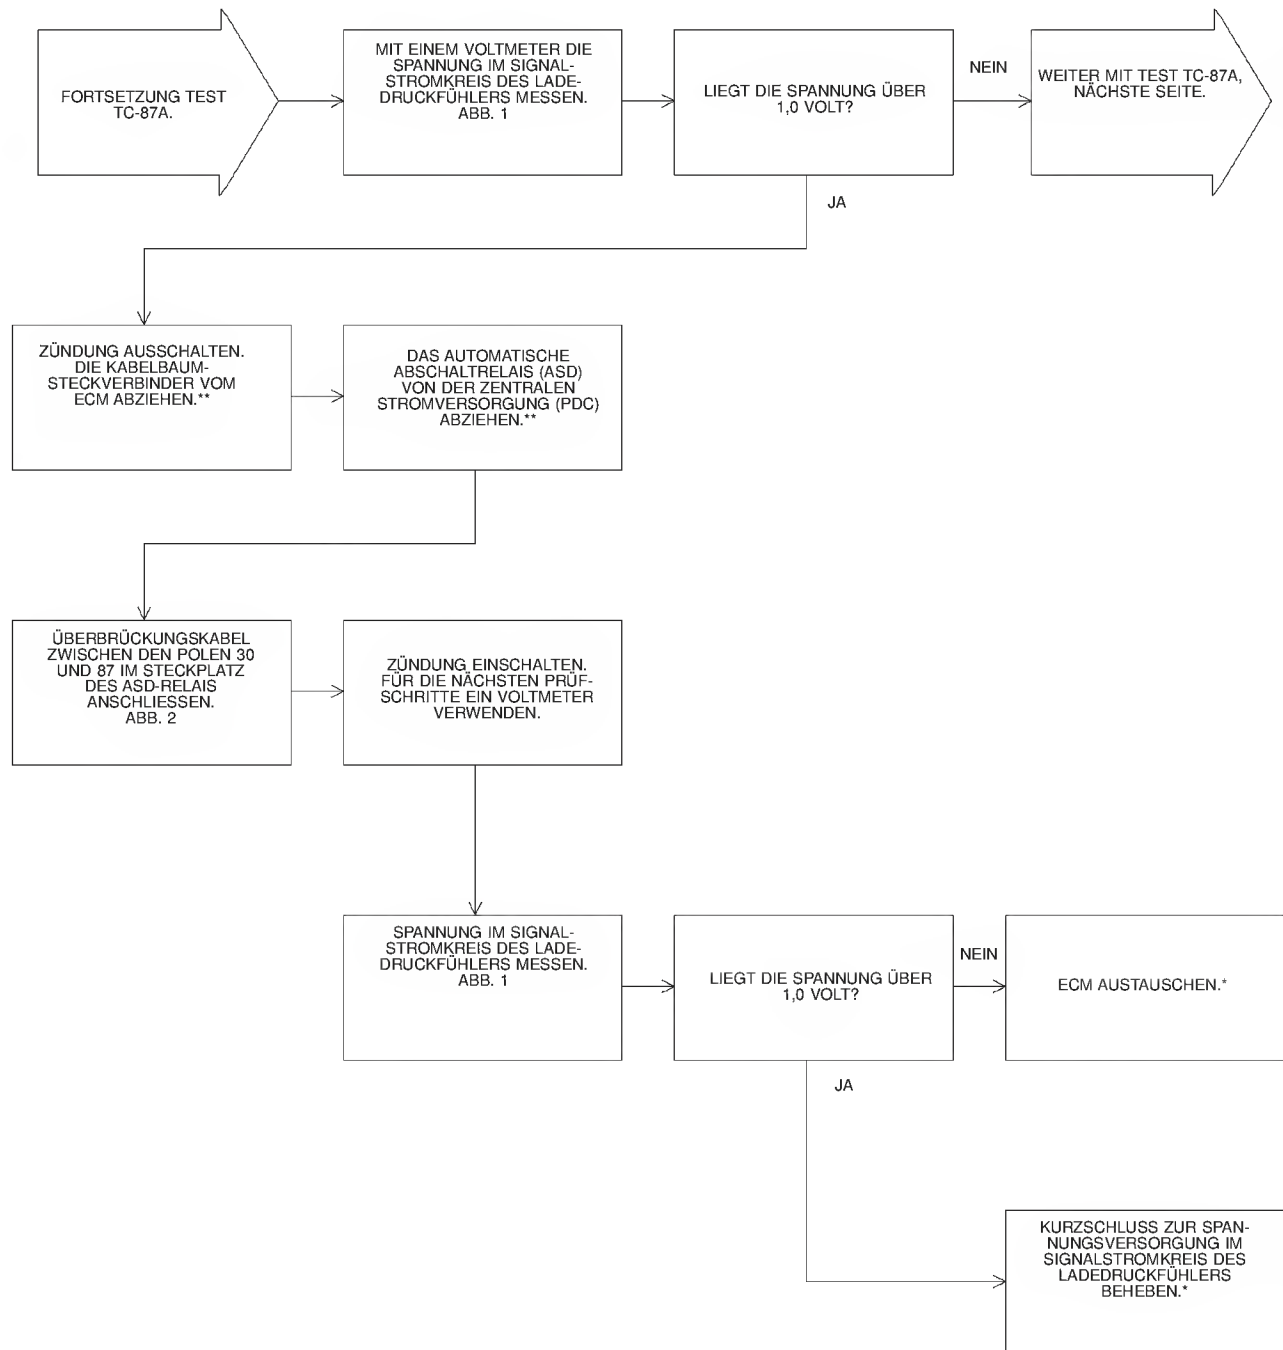 FORTSETZUNG TEST
TC-87A.
MIT EINEM VOLTMETER DIE
SPANNUNG IM SIGNAL-
STROMKREIS DES LADE-
DRUCKFÜHLERS MESSEN.
ABB. 1
LIEGT DIE SPANNUNG ÜBER
1,0 VOLT?
NEIN
WEITER MIT TEST TC-87A,
NÄCHSTE SEITE.
JA
ZÜNDUNG AUSSCHALTEN.
DIE KABELBAUM-
STECKVERBINDER VOM
ECM ABZIEHEN.**
DAS AUTOMATISCHE
ABSCHALTRELAIS (ASD)
VON DER ZENTRALEN
STROMVERSORGUNG (PDC)
ABZIEHEN.**
ÜBERBRÜCKUNGSKABEL
ZWISCHEN DEN POLEN 30
UND 87 IM STECKPLATZ
DES ASD-RELAIS
ANSCHLIESSEN.
ABB. 2
ZÜNDUNG EINSCHALTEN.
FÜR DIE NÄCHSTEN PRÜF-
SCHRITTE EIN VOLTMETER
VERWENDEN.
SPANNUNG IM SIGNAL-
STROMKREIS DES LADE-
DRUCKFÜHLERS MESSEN.
ABB. 1
LIEGT DIE SPANNUNG ÜBER
1,0 VOLT?
NEIN
ECM AUSTAUSCHEN.*
JA
KURZSCHLUSS ZUR SPAN-
NUNGSVERSORGUNG IM
SIGNALSTROMKREIS DES
LADEDRUCKFÜHLERS
BEHEBEN.*